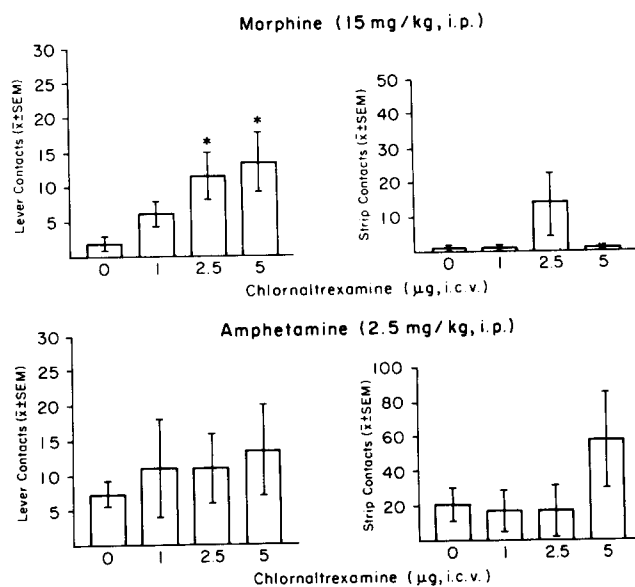 Morphine (15 mg/kg, i.p.)
Lever Contacts (x̄±SEM)
30
25
20
15
10
5
*
*
0 1 2.5 5
Strip Contacts (x̄±SEM)
50
40
30
20
10
0 1 2.5 5
Chlornaltrexamine (μg, i.c.v.)
Amphetamine (2.5 mg/kg, i.p.)
Lever Contacts (x̄±SEM)
30
25
20
15
10
5
0 1 2.5 5
Strip Contacts (x̄±SEM)
100
80
60
40
20
0 1 2.5 5
Chlornaltrexamine (μg, i.c.v.)